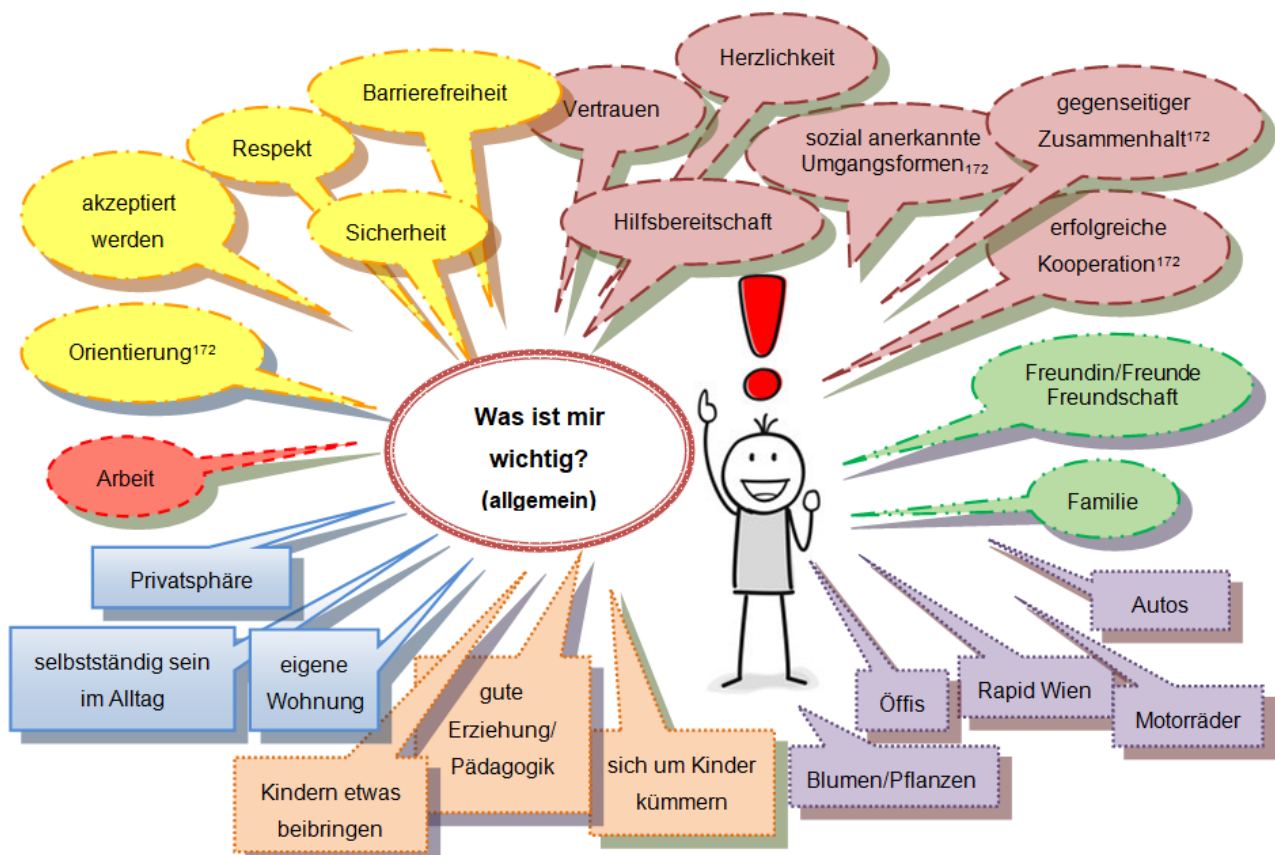 Herzlichkeit
Barrierefreiheit
Vertrauen
gegenseitiger
Zusammenhalt¹⁷²
Respekt
sozial anerkannte
Umgangsformen₁₇₂
akzeptiert
werden
Sicherheit
Hilfsbereitschaft
erfolgreiche
Kooperation¹⁷²
Orientierung¹⁷²
Freundin/Freunde
Freundschaft
Was ist mir
wichtig?
(allgemein)
Arbeit
Familie
Privatsphäre
Autos
selbstständig sein
im Alltag
eigene
Wohnung
gute
Erziehung/
Pädagogik
Öffis
Rapid Wien
Motorräder
sich um Kinder
kümmern
Blumen/Pflanzen
Kindern etwas
beibringen